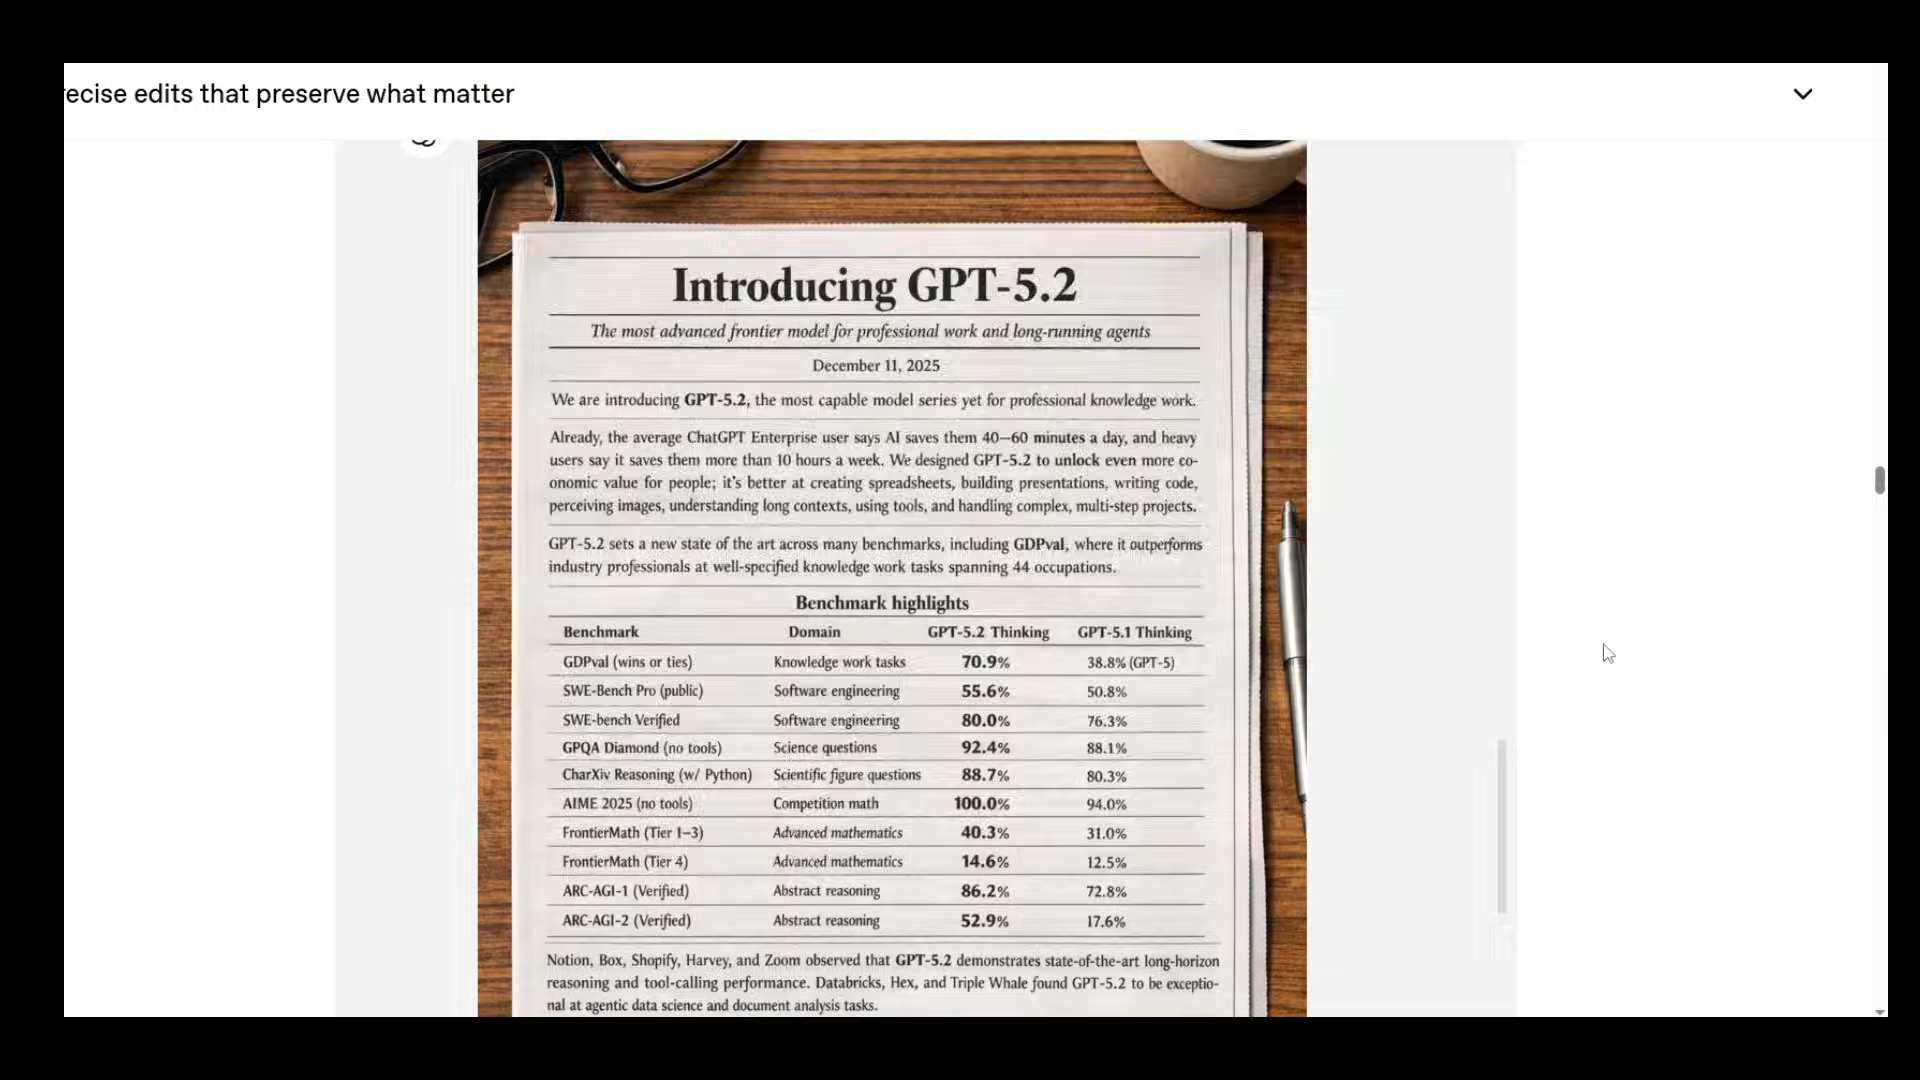 recise edits that preserve what matter
Introducing GPT-5.2
The most advanced frontier model for professional work and long-running agents
December 11, 2025
We are introducing GPT-5.2, the most capable model series yet for professional knowledge work.
Already, the average ChatGPT Enterprise user says AI saves them 40–60 minutes a day, and heavy
users say it saves them more than 10 hours a week. We designed GPT-5.2 to unlock even more co-
onomic value for people; it's better at creating spreadsheets, building presentations, writing code,
perceiving images, understanding long contexts, using tools, and handling complex, multi-step projects.
GPT-5.2 sets a new state of the art across many benchmarks, including GDPval, where it outperforms
industry professionals at well-specified knowledge work tasks spanning 44 occupations.
Benchmark highlights
Benchmark Domain GPT-5.2 Thinking GPT-5.1 Thinking
GDPval (wins or ties) Knowledge work tasks 70.9% 38.8% (GPT-5)
SWE-Bench Pro (public) Software engineering 55.6% 50.8%
SWE-bench Verified Software engineering 80.0% 76.3%
GPQA Diamond (no tools) Science questions 92.4% 88.1%
CharXiv Reasoning (w/ Python) Scientific figure questions 88.7% 80.3%
AIME 2025 (no tools) Competition math 100.0% 94.0%
FrontierMath (Tier 1–3) Advanced mathematics 40.3% 31.0%
FrontierMath (Tier 4) Advanced mathematics 14.6% 12.5%
ARC-AGI-1 (Verified) Abstract reasoning 86.2% 72.8%
ARC-AGI-2 (Verified) Abstract reasoning 52.9% 17.6%
Notion, Box, Shopify, Harvey, and Zoom observed that GPT-5.2 demonstrates state-of-the-art long-horizon
reasoning and tool-calling performance. Databricks, Hex, and Triple Whale found GPT-5.2 to be exceptio-
nal at agentic data science and document analysis tasks.